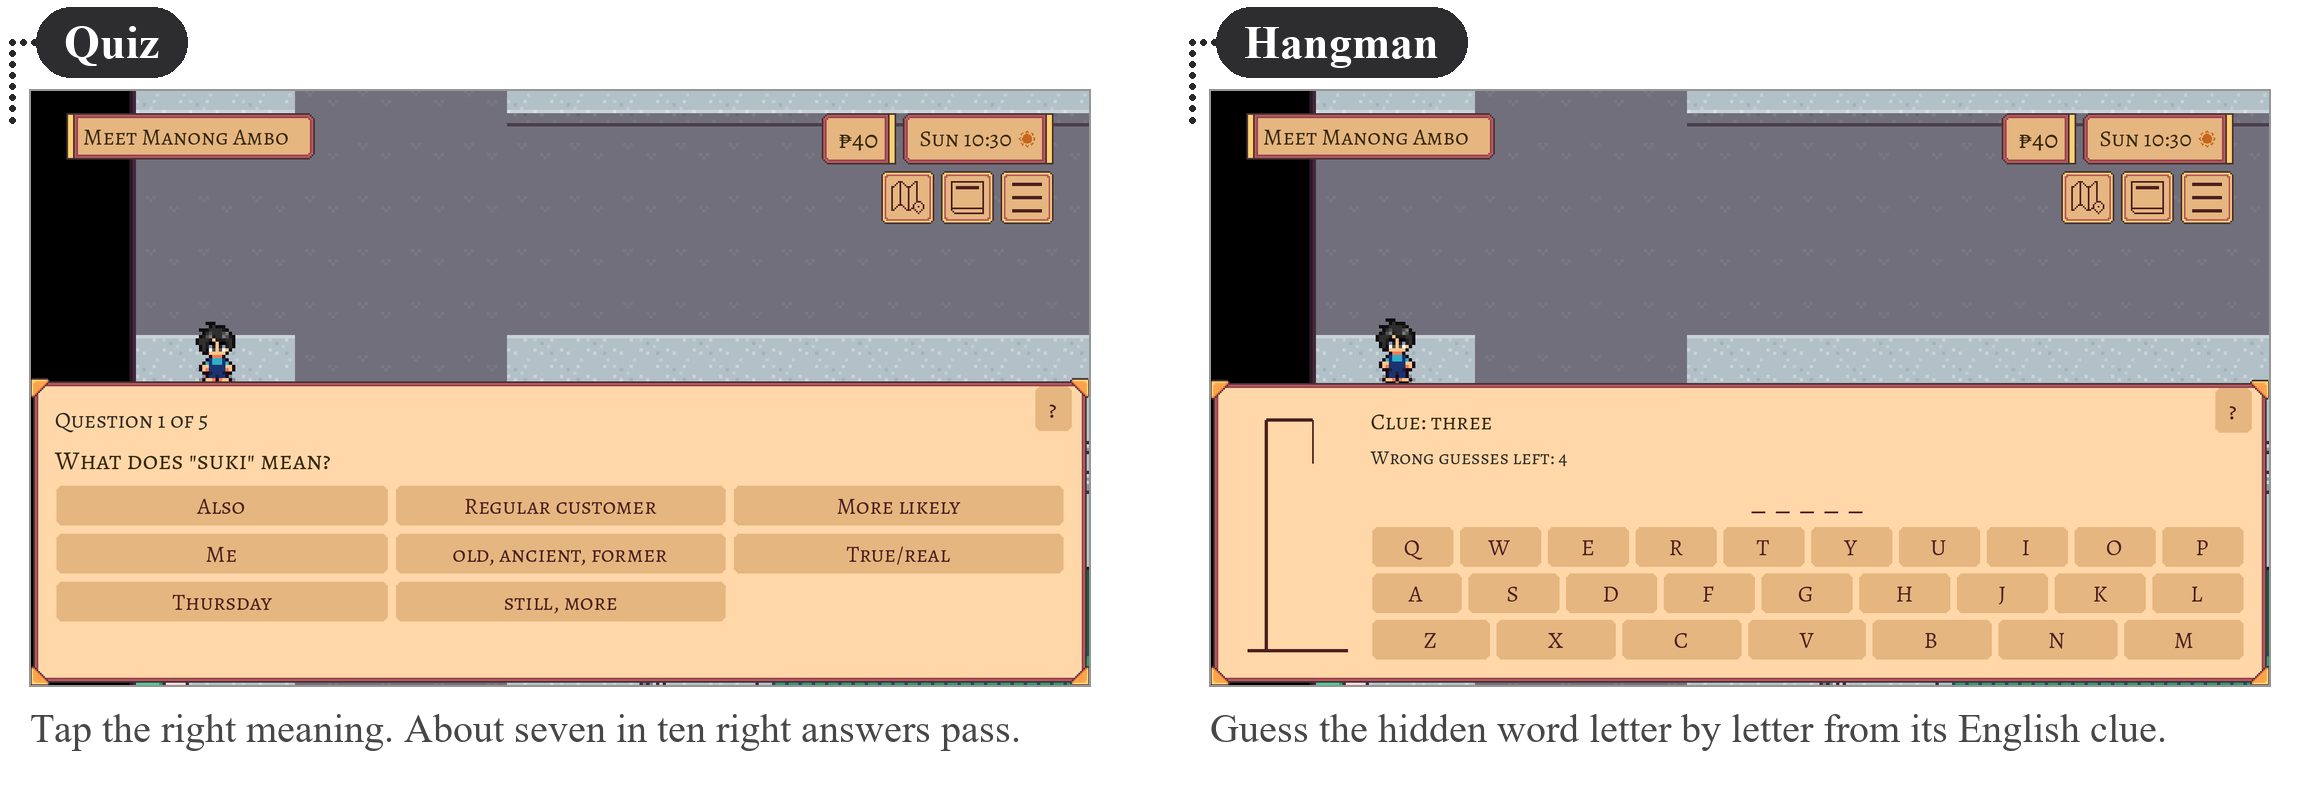 Quiz
Meet Manong Ambo
₱40
Sun 10:30
Question 1 of 5
?
What does "suki" mean?
Also
Regular customer
More likely
Me
old, ancient, former
True/real
Thursday
still, more
Tap the right meaning. About seven in ten right answers pass.
Hangman
Meet Manong Ambo
₱40
Sun 10:30
Clue: three
?
Wrong guesses left: 4
_ _ _ _ _
Q W E R T Y U I O P
A S D F G H J K L
Z X C V B N M
Guess the hidden word letter by letter from its English clue.